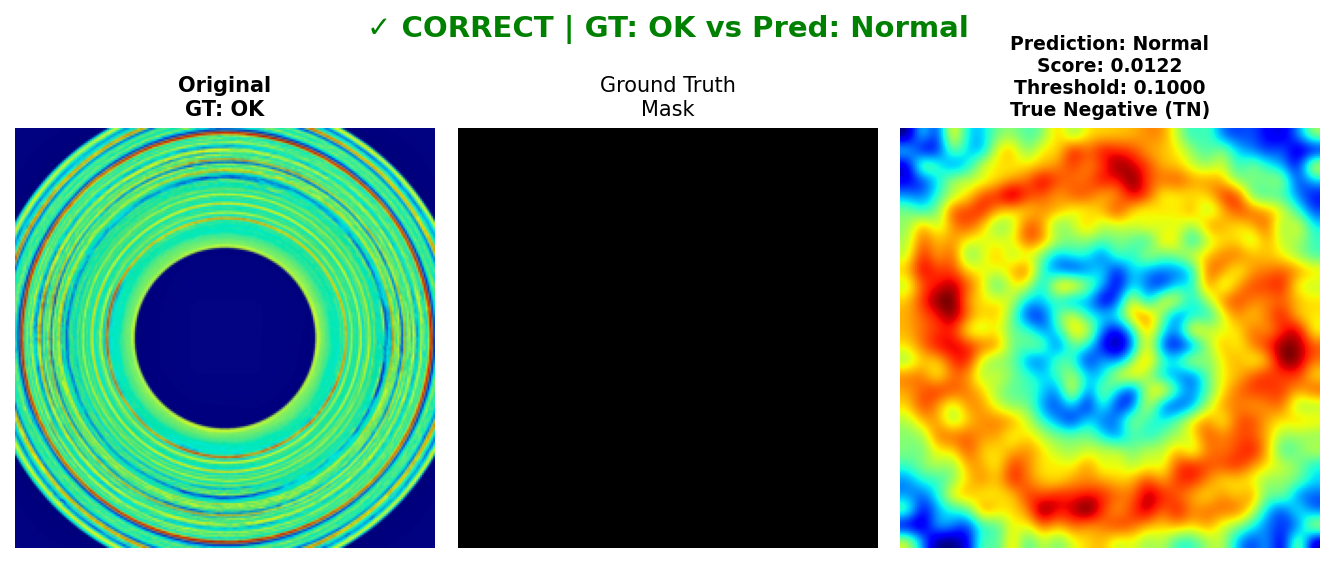 ✓ CORRECT | GT: OK vs Pred: Normal
Original
GT: OK
Ground Truth
Mask
Prediction: Normal
Score: 0.0122
Threshold: 0.1000
True Negative (TN)